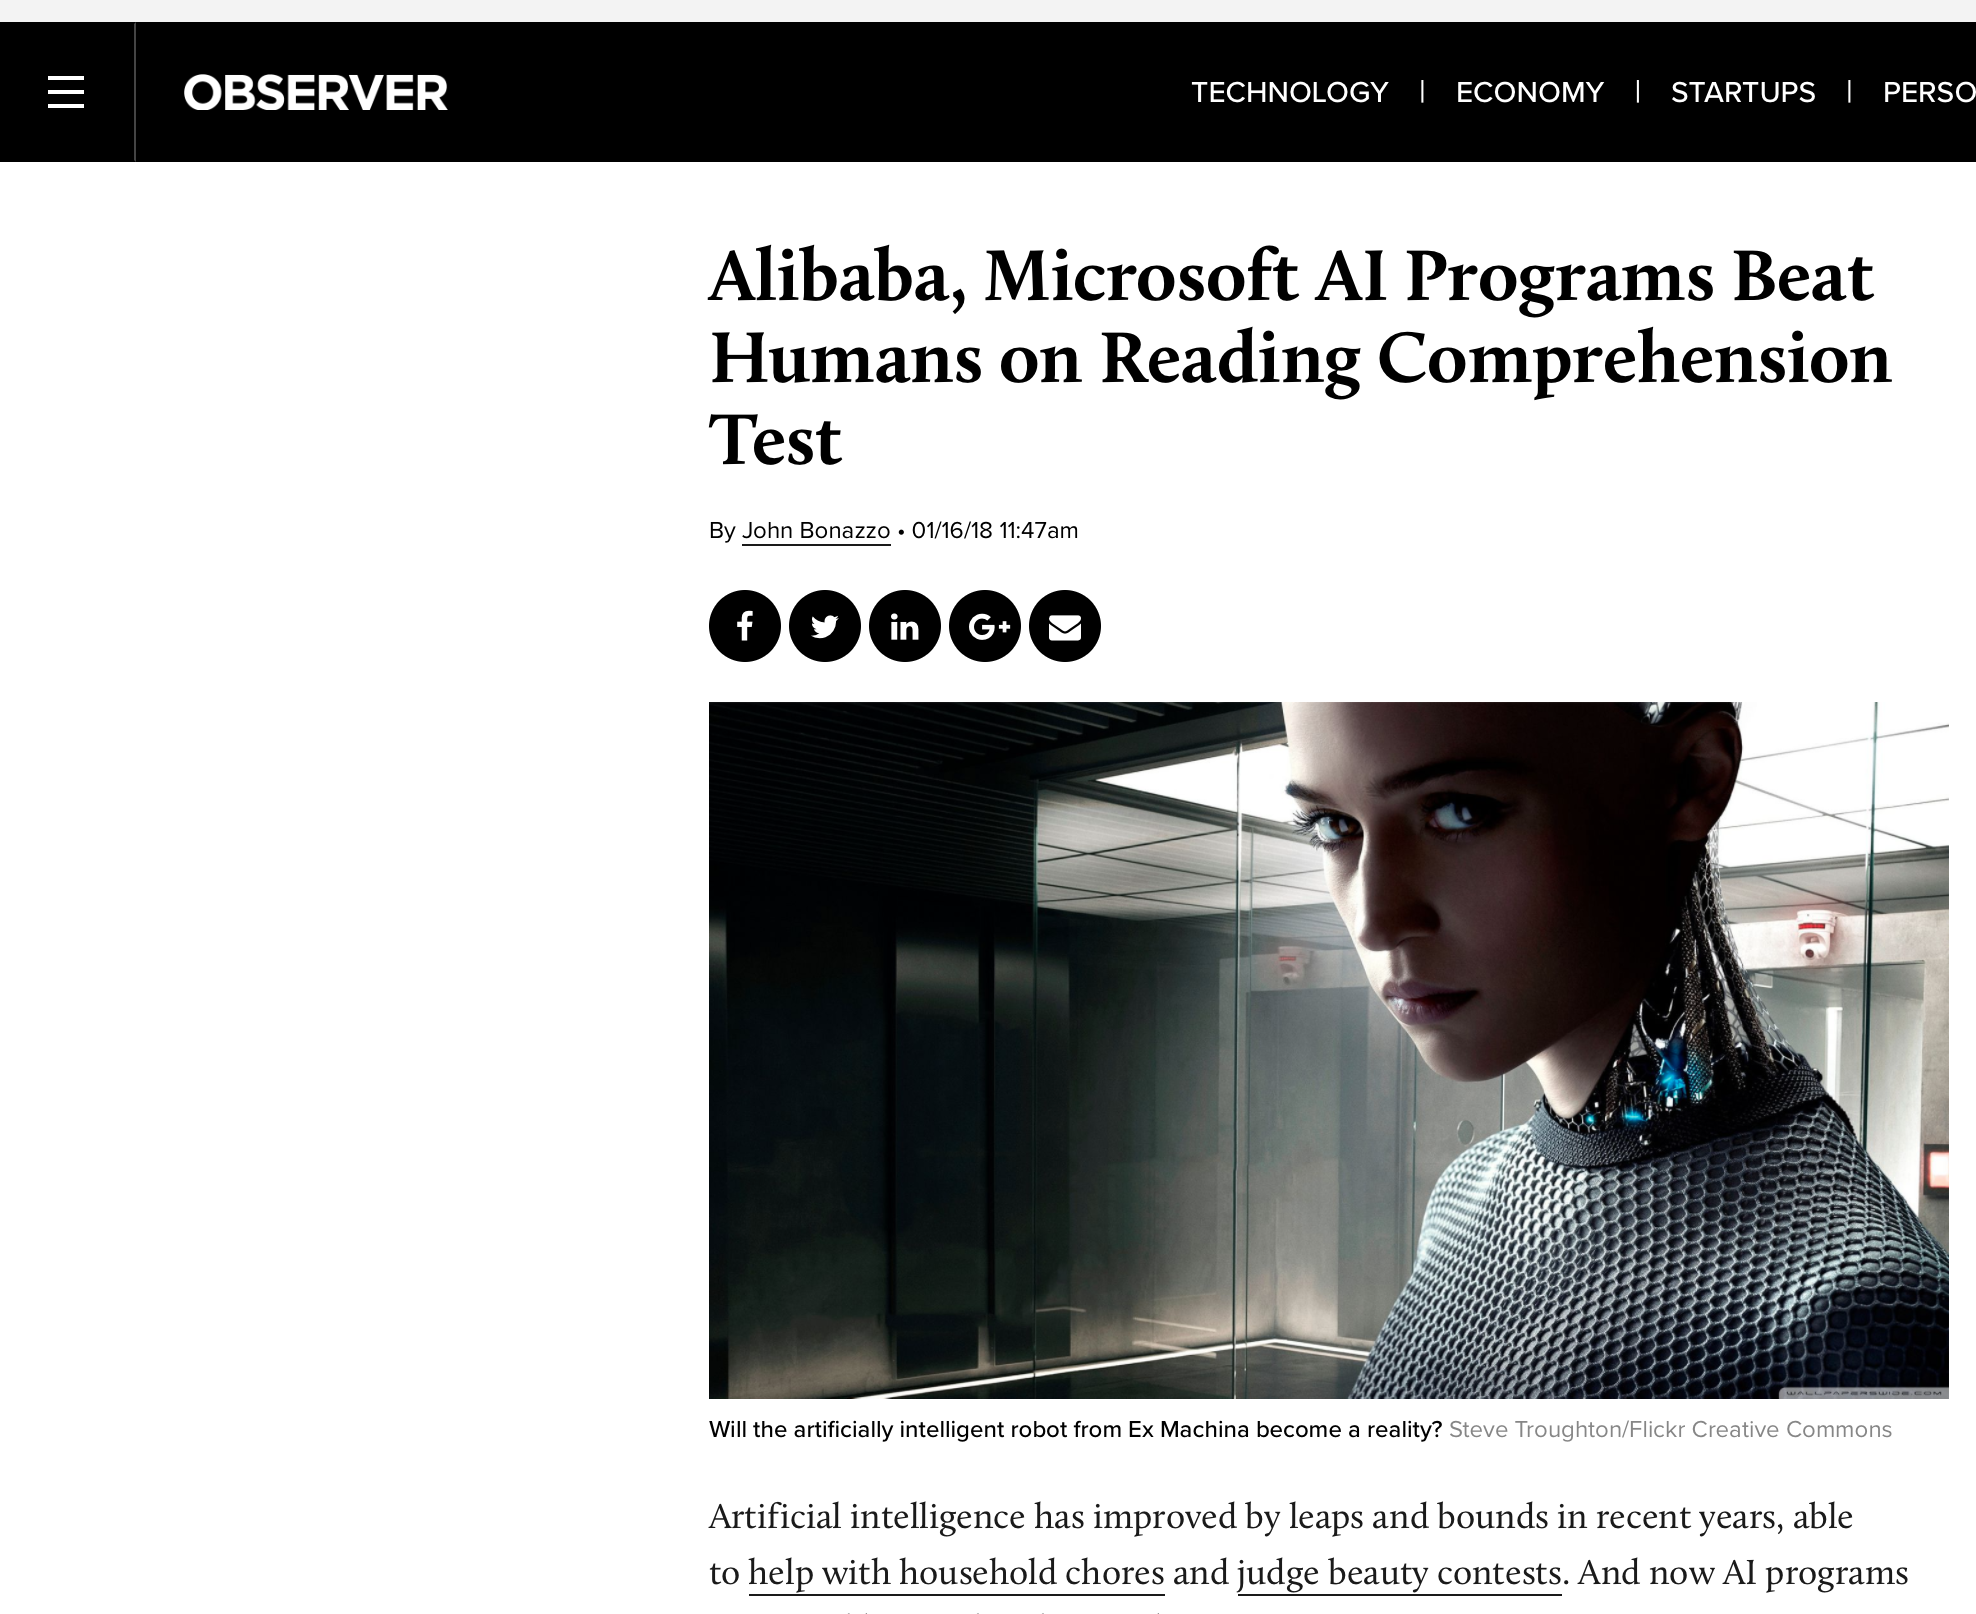 OBSERVER
TECHNOLOGY | ECONOMY | STARTUPS | PERSO
Alibaba, Microsoft AI Programs Beat
Humans on Reading Comprehension
Test
By John Bonazzo • 01/16/18 11:47am
WALLPAPERSWIDE.COM
Will the artificially intelligent robot from Ex Machina become a reality? Steve Troughton/Flickr Creative Commons
Artificial intelligence has improved by leaps and bounds in recent years, able
to help with household chores and judge beauty contests. And now AI programs